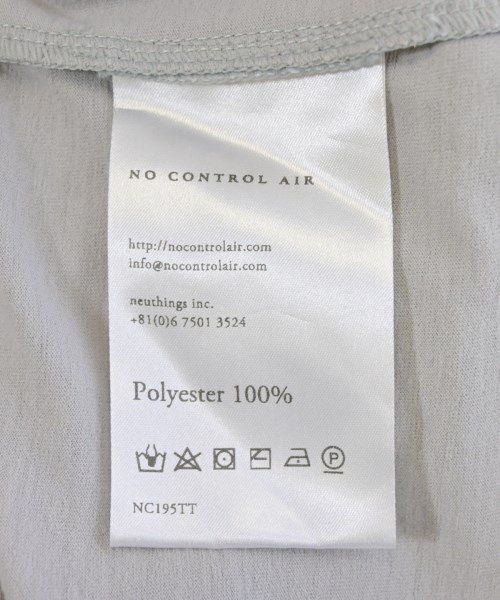 NO CONTROL AIR
http://nocontrolair.com
info@nocontrolair.com
neuthings inc.
+81(0)6 7501 3524
Polyester 100%
P
NC195TT